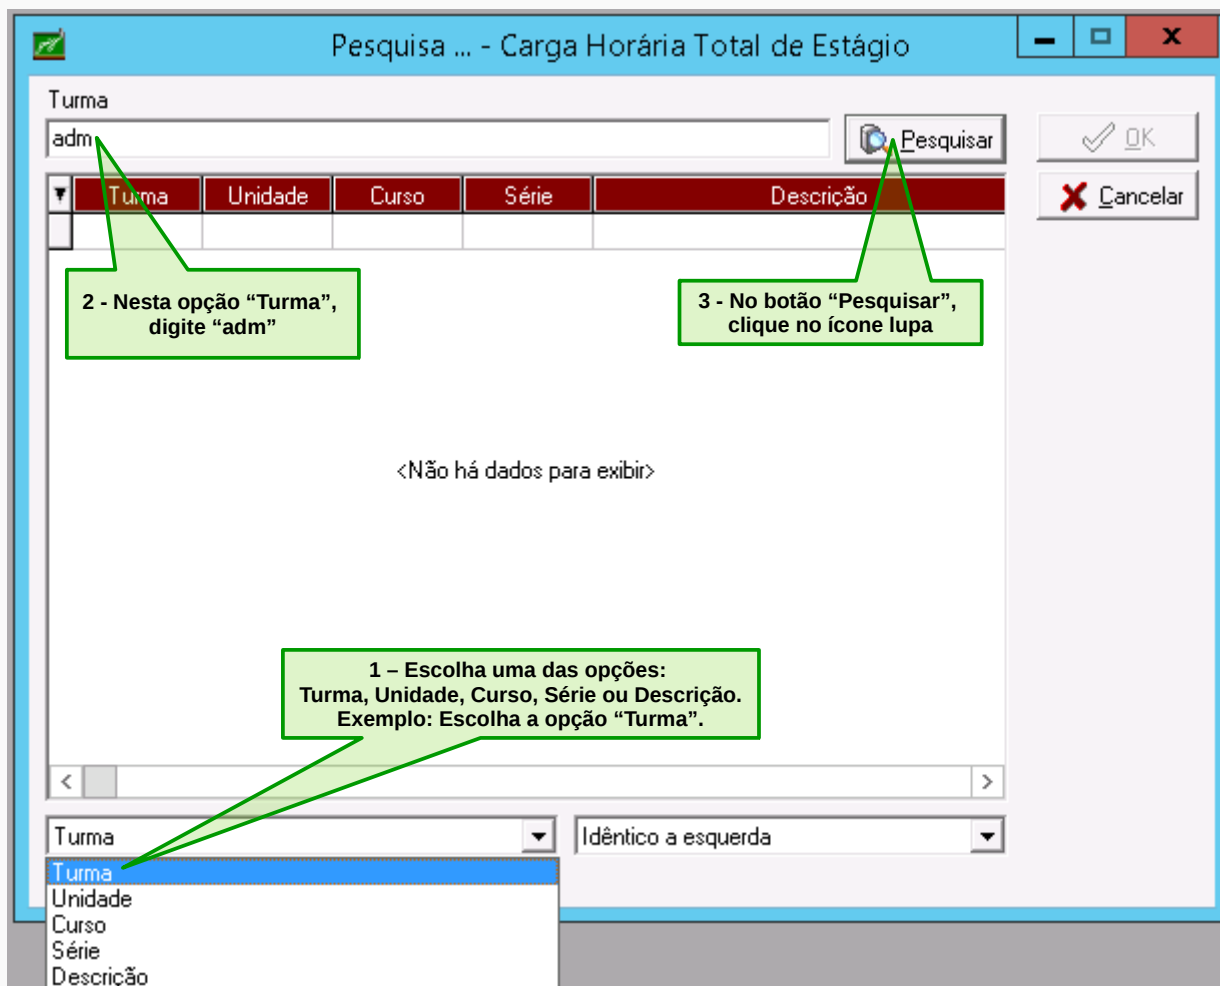 Pesquisa ... - Carga Horária Total de Estágio
Turma
adm
Pesquisar
OK
Cancelar
Turma Unidade Curso Série Descrição
2 - Nesta opção “Turma”,
digite “adm”
3 - No botão “Pesquisar”,
clique no ícone lupa
<Não há dados para exibir>
1 – Escolha uma das opções:
Turma, Unidade, Curso, Série ou Descrição.
Exemplo: Escolha a opção “Turma”.
Turma
Idêntico a esquerda
Turma
Unidade
Curso
Série
Descrição